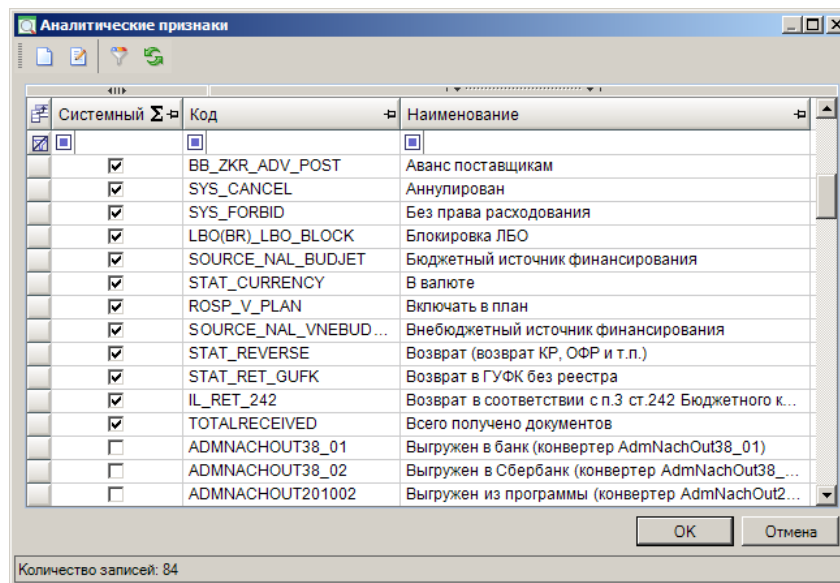 Аналитические признаки
Системный Σ Код Наименование
BB_ZKR_ADV_POST Аванс поставщикам
SYS_CANCEL Аннулирован
SYS_FORBID Без права расходования
LBO(BR)_LBO_BLOCK Блокировка ЛБО
SOURCE_NAL_BUDJET Бюджетный источник финансирования
STAT_CURRENCY В валюте
ROSP_V_PLAN Включать в план
SOURCE_NAL_VNEBUD... Внебюджетный источник финансирования
STAT_REVERSE Возврат (возврат КР, ОФР и т.п.)
STAT_RET_GUFK Возврат в ГУФК без реестра
IL_RET_242 Возврат в соответствии с п.3 ст.242 Бюджетного к...
TOTALRECEIVED Всего получено документов
ADMNACHOUT38_01 Выгружен в банк (конвертер AdmNachOut38_01)
ADMNACHOUT38_02 Выгружен в Сбербанк (конвертер AdmNachOut38_...
ADMNACHOUT201002 Выгружен из программы (конвертер AdmNachOut2...
OK Отмена
Количество записей: 84